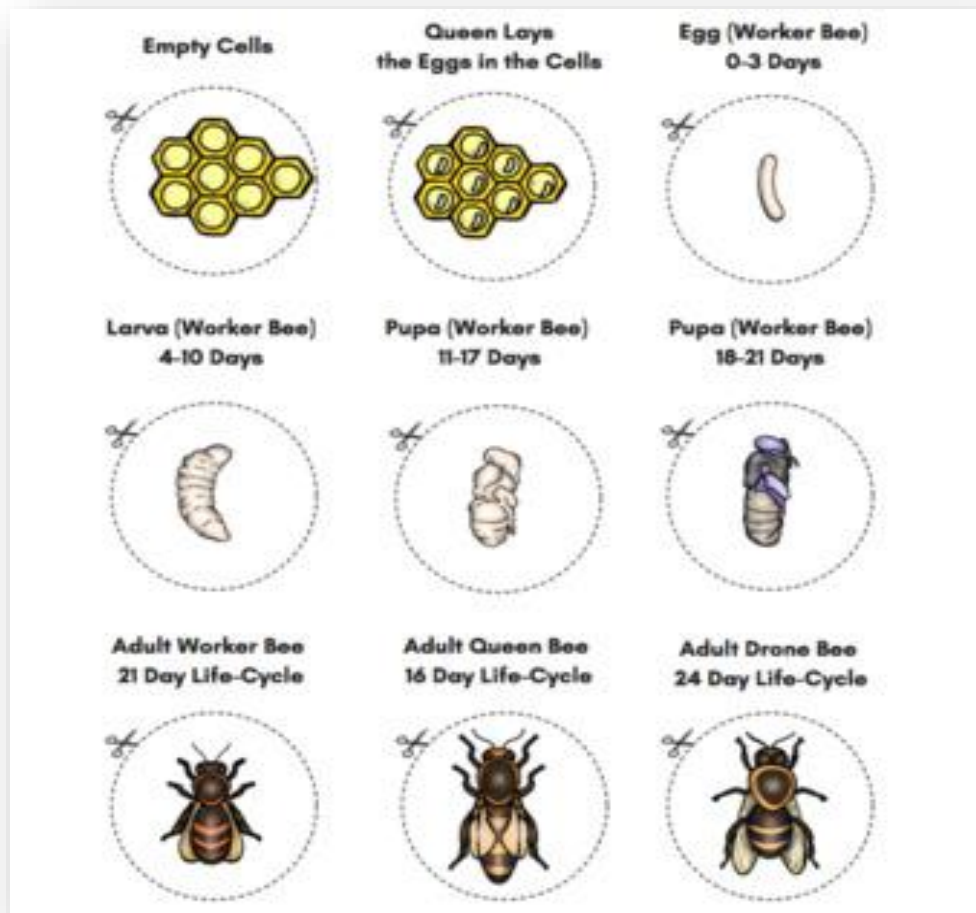 Empty Cells
Queen Lays
the Eggs in the Cells
Egg (Worker Bee)
0-3 Days
Larva (Worker Bee)
4-10 Days
Pupa (Worker Bee)
11-17 Days
Pupa (Worker Bee)
18-21 Days
Adult Worker Bee
21 Day Life-Cycle
Adult Queen Bee
16 Day Life-Cycle
Adult Drone Bee
24 Day Life-Cycle